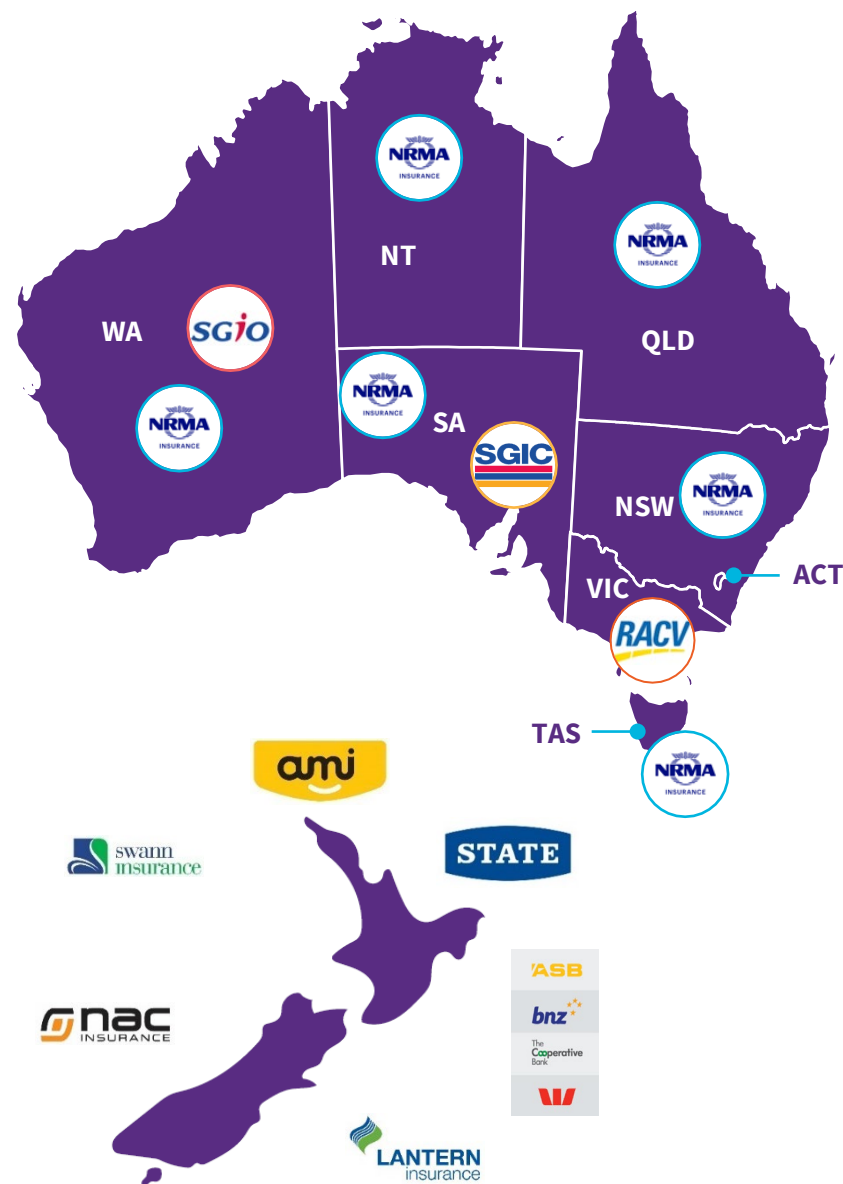 NRMA
INSURANCE
NT
NRMA
INSURANCE
WA
SGiO
QLD
NRMA
INSURANCE
NRMA
INSURANCE
SA
SGIC
NSW
NRMA
INSURANCE
ACT
VIC
RACV
TAS
NRMA
INSURANCE
ami
swann
insurance
STATE
ASB
bnz
The
Cooperative
Bank
nac
INSURANCE
LANTERN
insurance